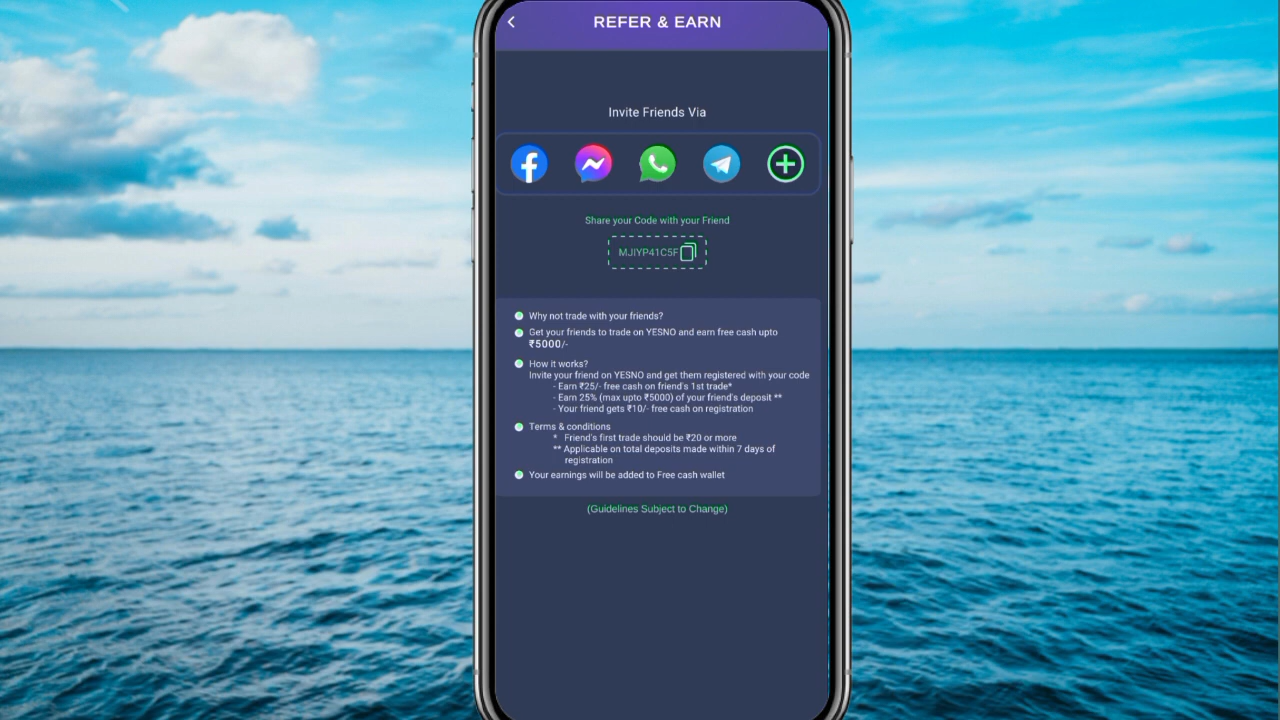 REFER & EARN
Invite Friends Via
Share your Code with your Friend
MJIYP41C5F
Why not trade with your friends?
Get your friends to trade on YESNO and earn free cash upto
₹5000/-
How it works?
Invite your friend on YESNO and get them registered with your code
- Earn ₹25/- free cash on friend's 1st trade*
- Earn 25% (max upto ₹5000) of your friend's deposit **
- Your friend gets ₹10/- free cash on registration
Terms & conditions
* Friend's first trade should be ₹20 or more
** Applicable on total deposits made within 7 days of
registration
Your earnings will be added to Free cash wallet
(Guidelines Subject to Change)